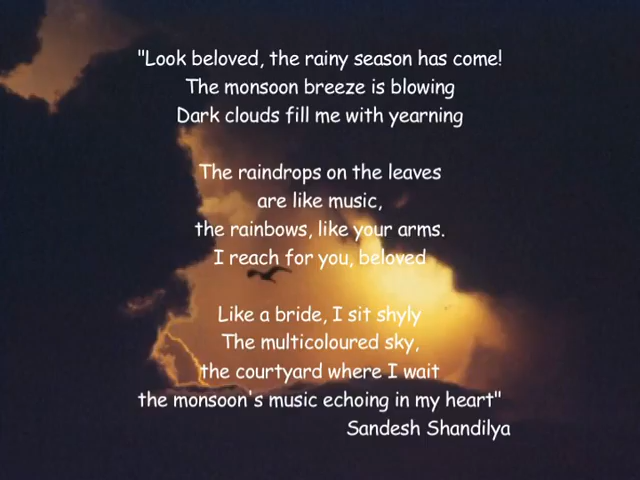 "Look beloved, the rainy season has come!
The monsoon breeze is blowing
Dark clouds fill me with yearning
The raindrops on the leaves
are like music,
the rainbows, like your arms.
I reach for you, beloved
Like a bride, I sit shyly
The multicoloured sky,
the courtyard where I wait
the monsoon's music echoing in my heart"
Sandesh Shandilya